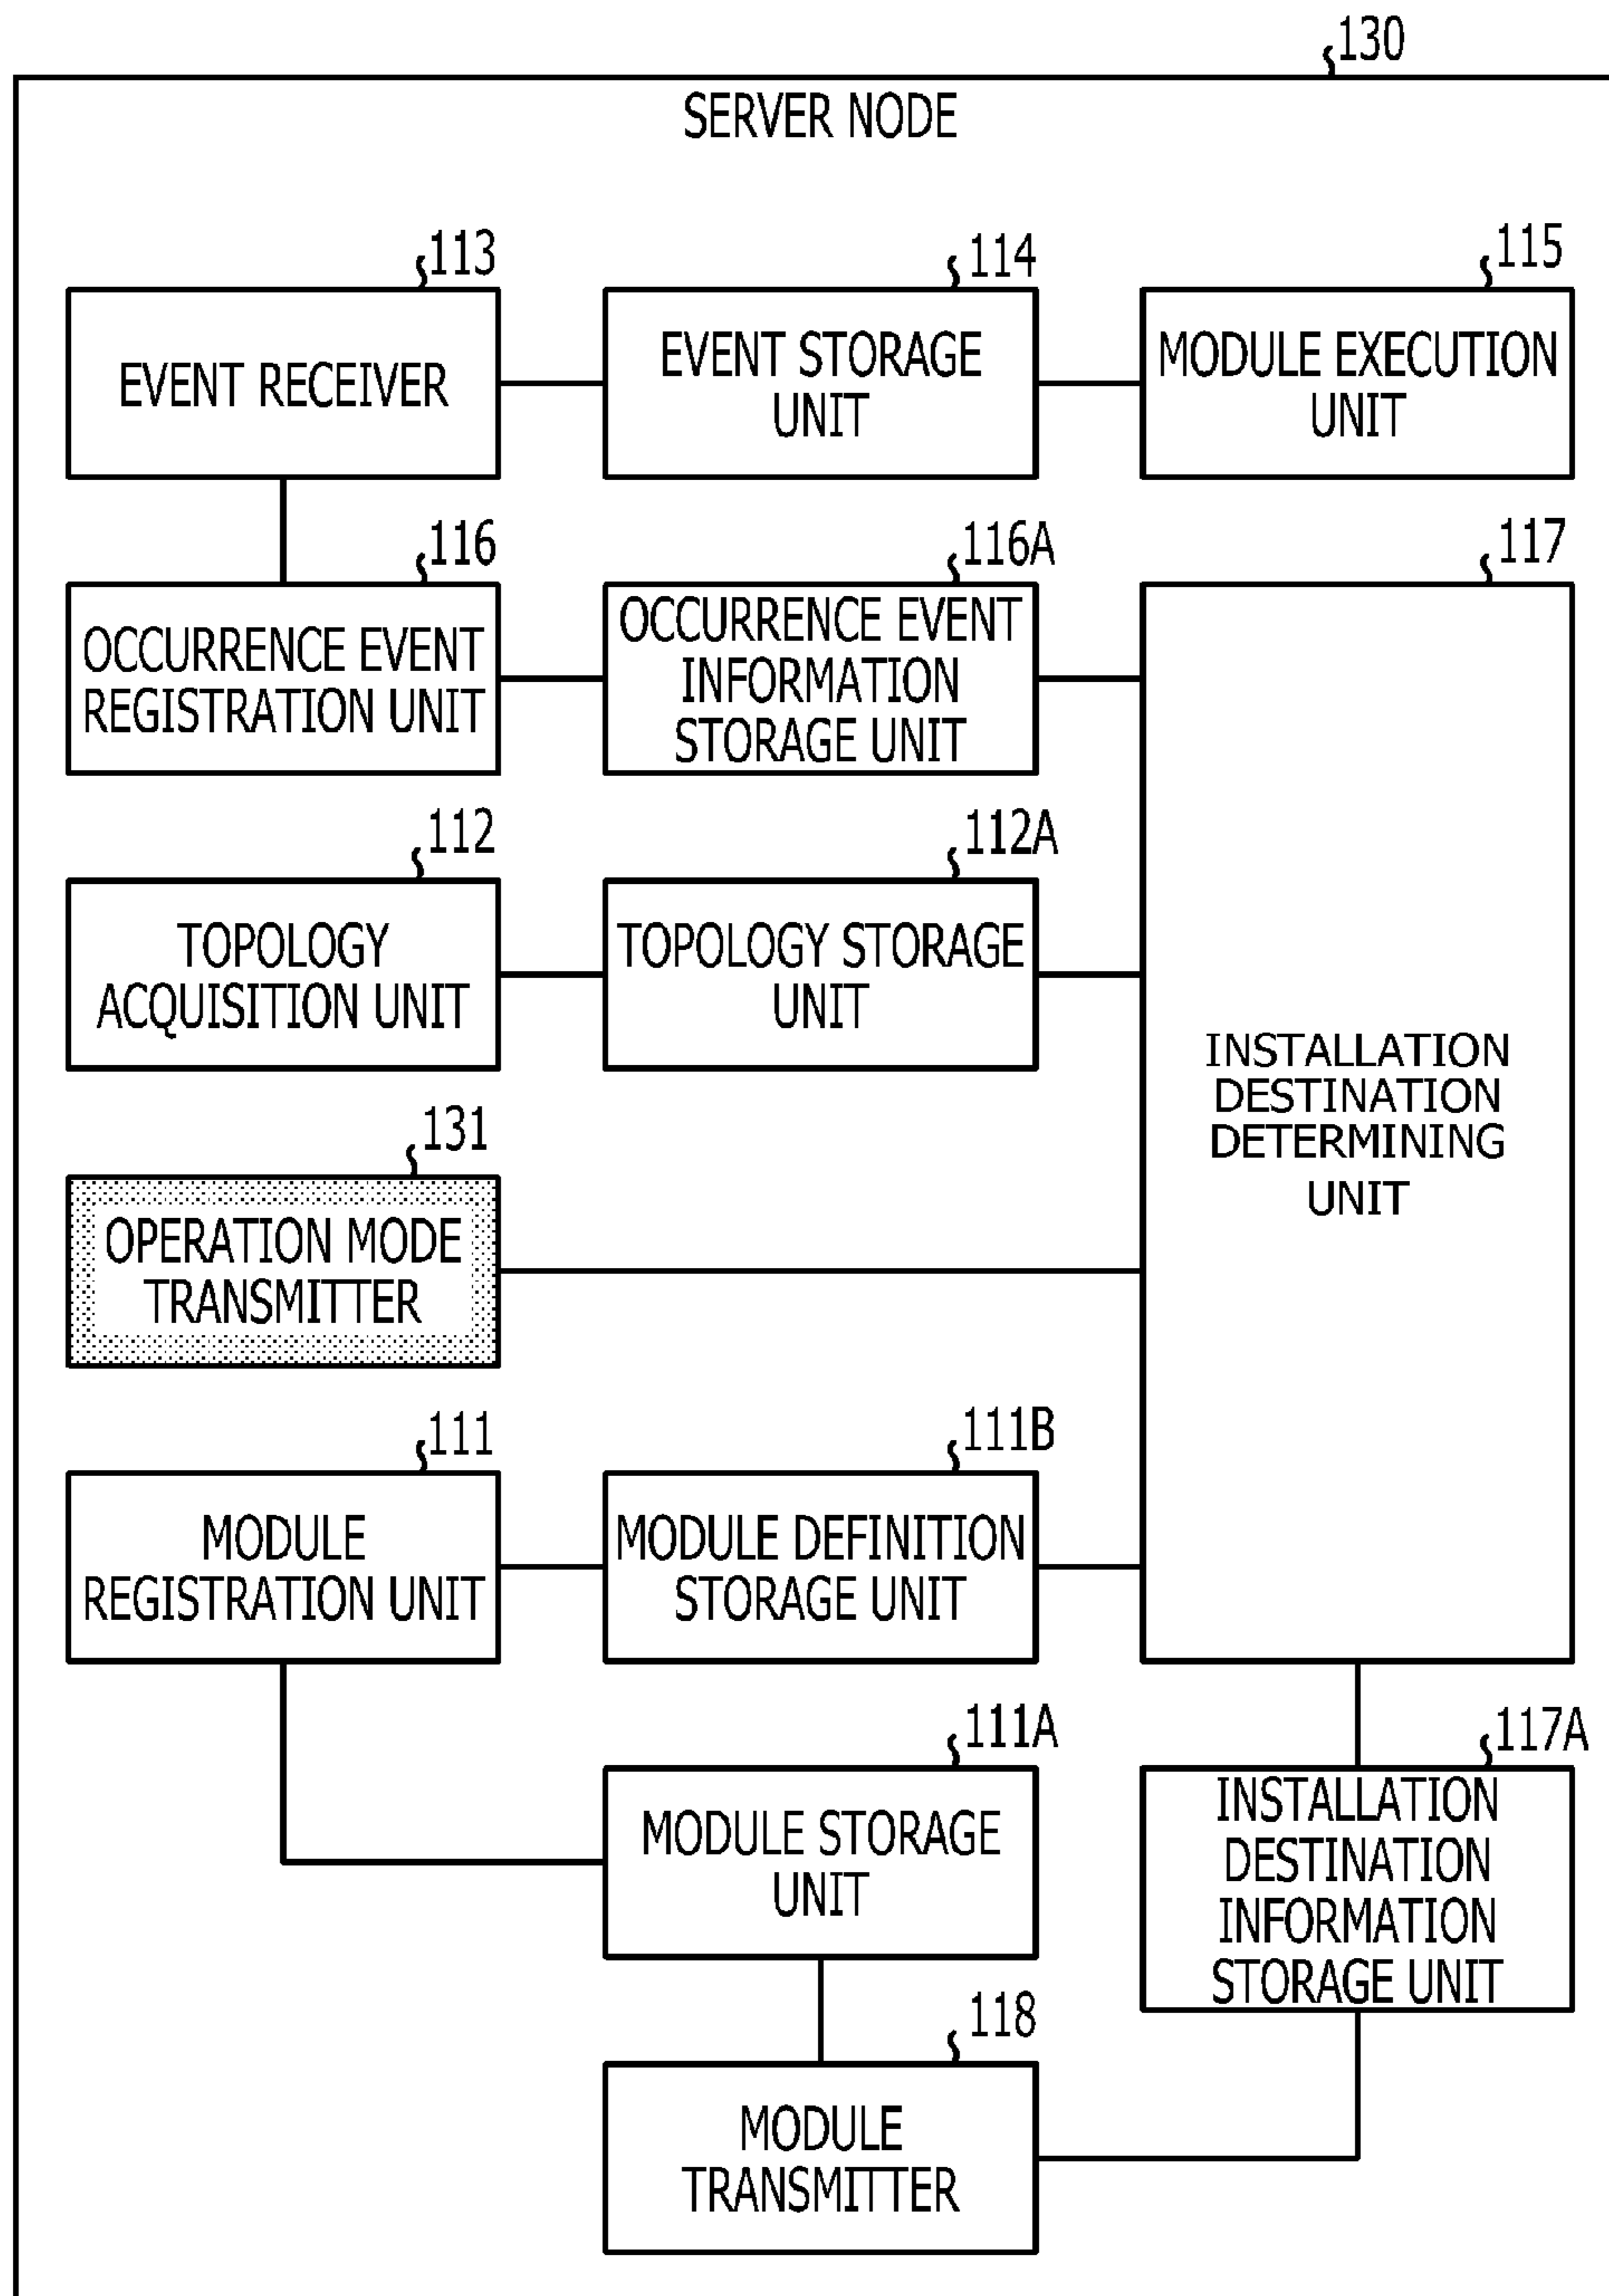 130
SERVER NODE
113
EVENT RECEIVER
114
EVENT STORAGE
UNIT
115
MODULE EXECUTION
UNIT
116
OCCURRENCE EVENT
REGISTRATION UNIT
116A
OCCURRENCE EVENT
INFORMATION
STORAGE UNIT
117
INSTALLATION
DESTINATION
DETERMINING
UNIT
112
TOPOLOGY
ACQUISITION UNIT
112A
TOPOLOGY STORAGE
UNIT
131
OPERATION MODE
TRANSMITTER
111
MODULE
REGISTRATION UNIT
111B
MODULE DEFINITION
STORAGE UNIT
111A
MODULE STORAGE
UNIT
117A
INSTALLATION
DESTINATION
INFORMATION
STORAGE UNIT
118
MODULE
TRANSMITTER